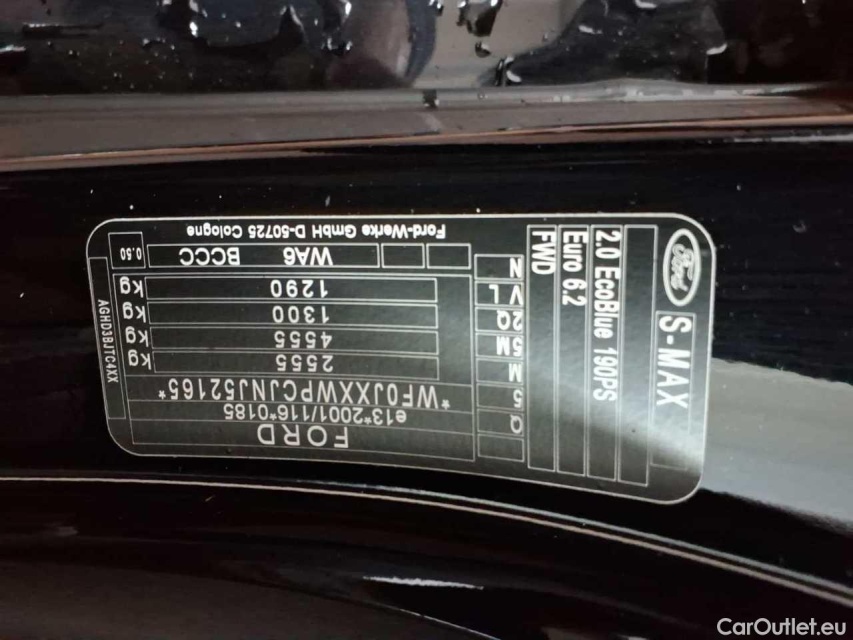 FORD
e13*2001/116*0185
*WF0JXXWPCJNJ52165*
2555 Kg
4555 Kg
1300 Kg
1290 Kg
WA6 BCCC 0.50
Ford-Werke GmbH D-50725 Cologne
Q
5
M
5M
2Q
V L
N
AGHD3BJTC4XX
Ford
S-MAX
2.0 EcoBlue 190PS
Euro 6.2
FWD
CarOutlet.eu